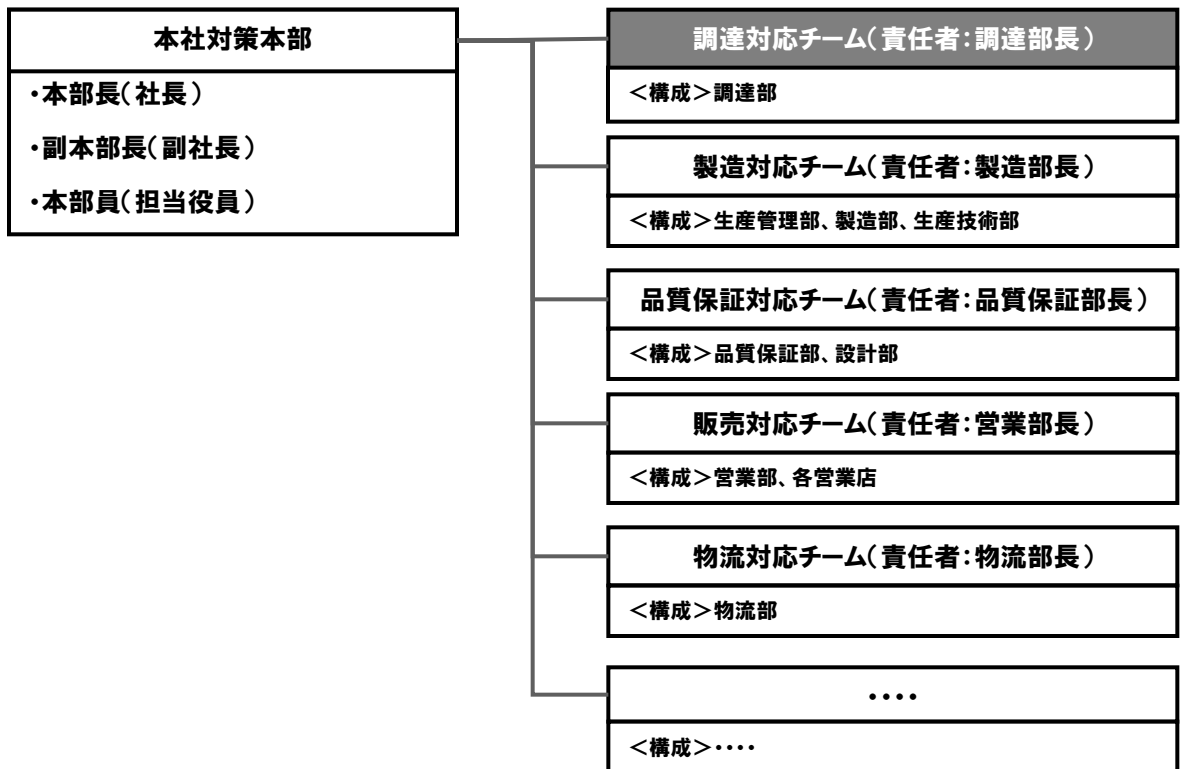 本社対策本部
・本部長(社長)
・副本部長(副社長)
・本部員(担当役員)
調達対応チーム(責任者:調達部長)
<構成>調達部
製造対応チーム(責任者:製造部長)
<構成>生産管理部、製造部、生産技術部
品質保証対応チーム(責任者:品質保証部長)
<構成>品質保証部、設計部
販売対応チーム(責任者:営業部長)
<構成>営業部、各営業店
物流対応チーム(責任者:物流部長)
<構成>物流部
・・・・
<構成>・・・・